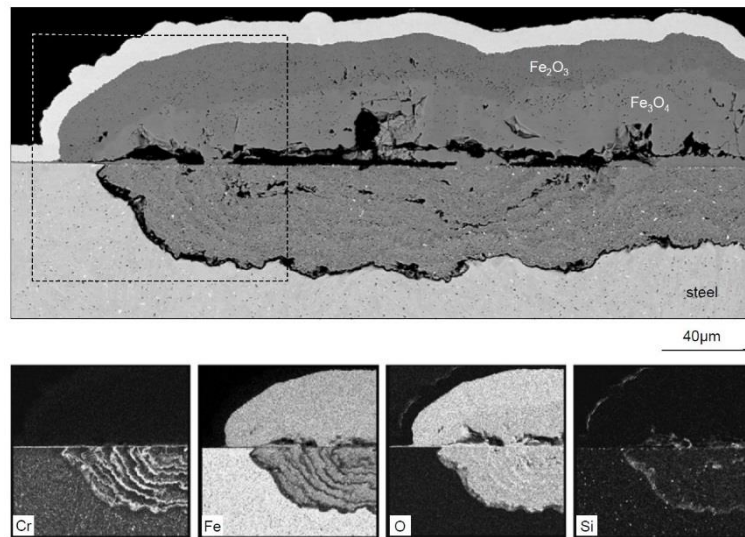 Fe₂O₃
Fe₃O₄
steel
40µm
Cr
Fe
O
Si